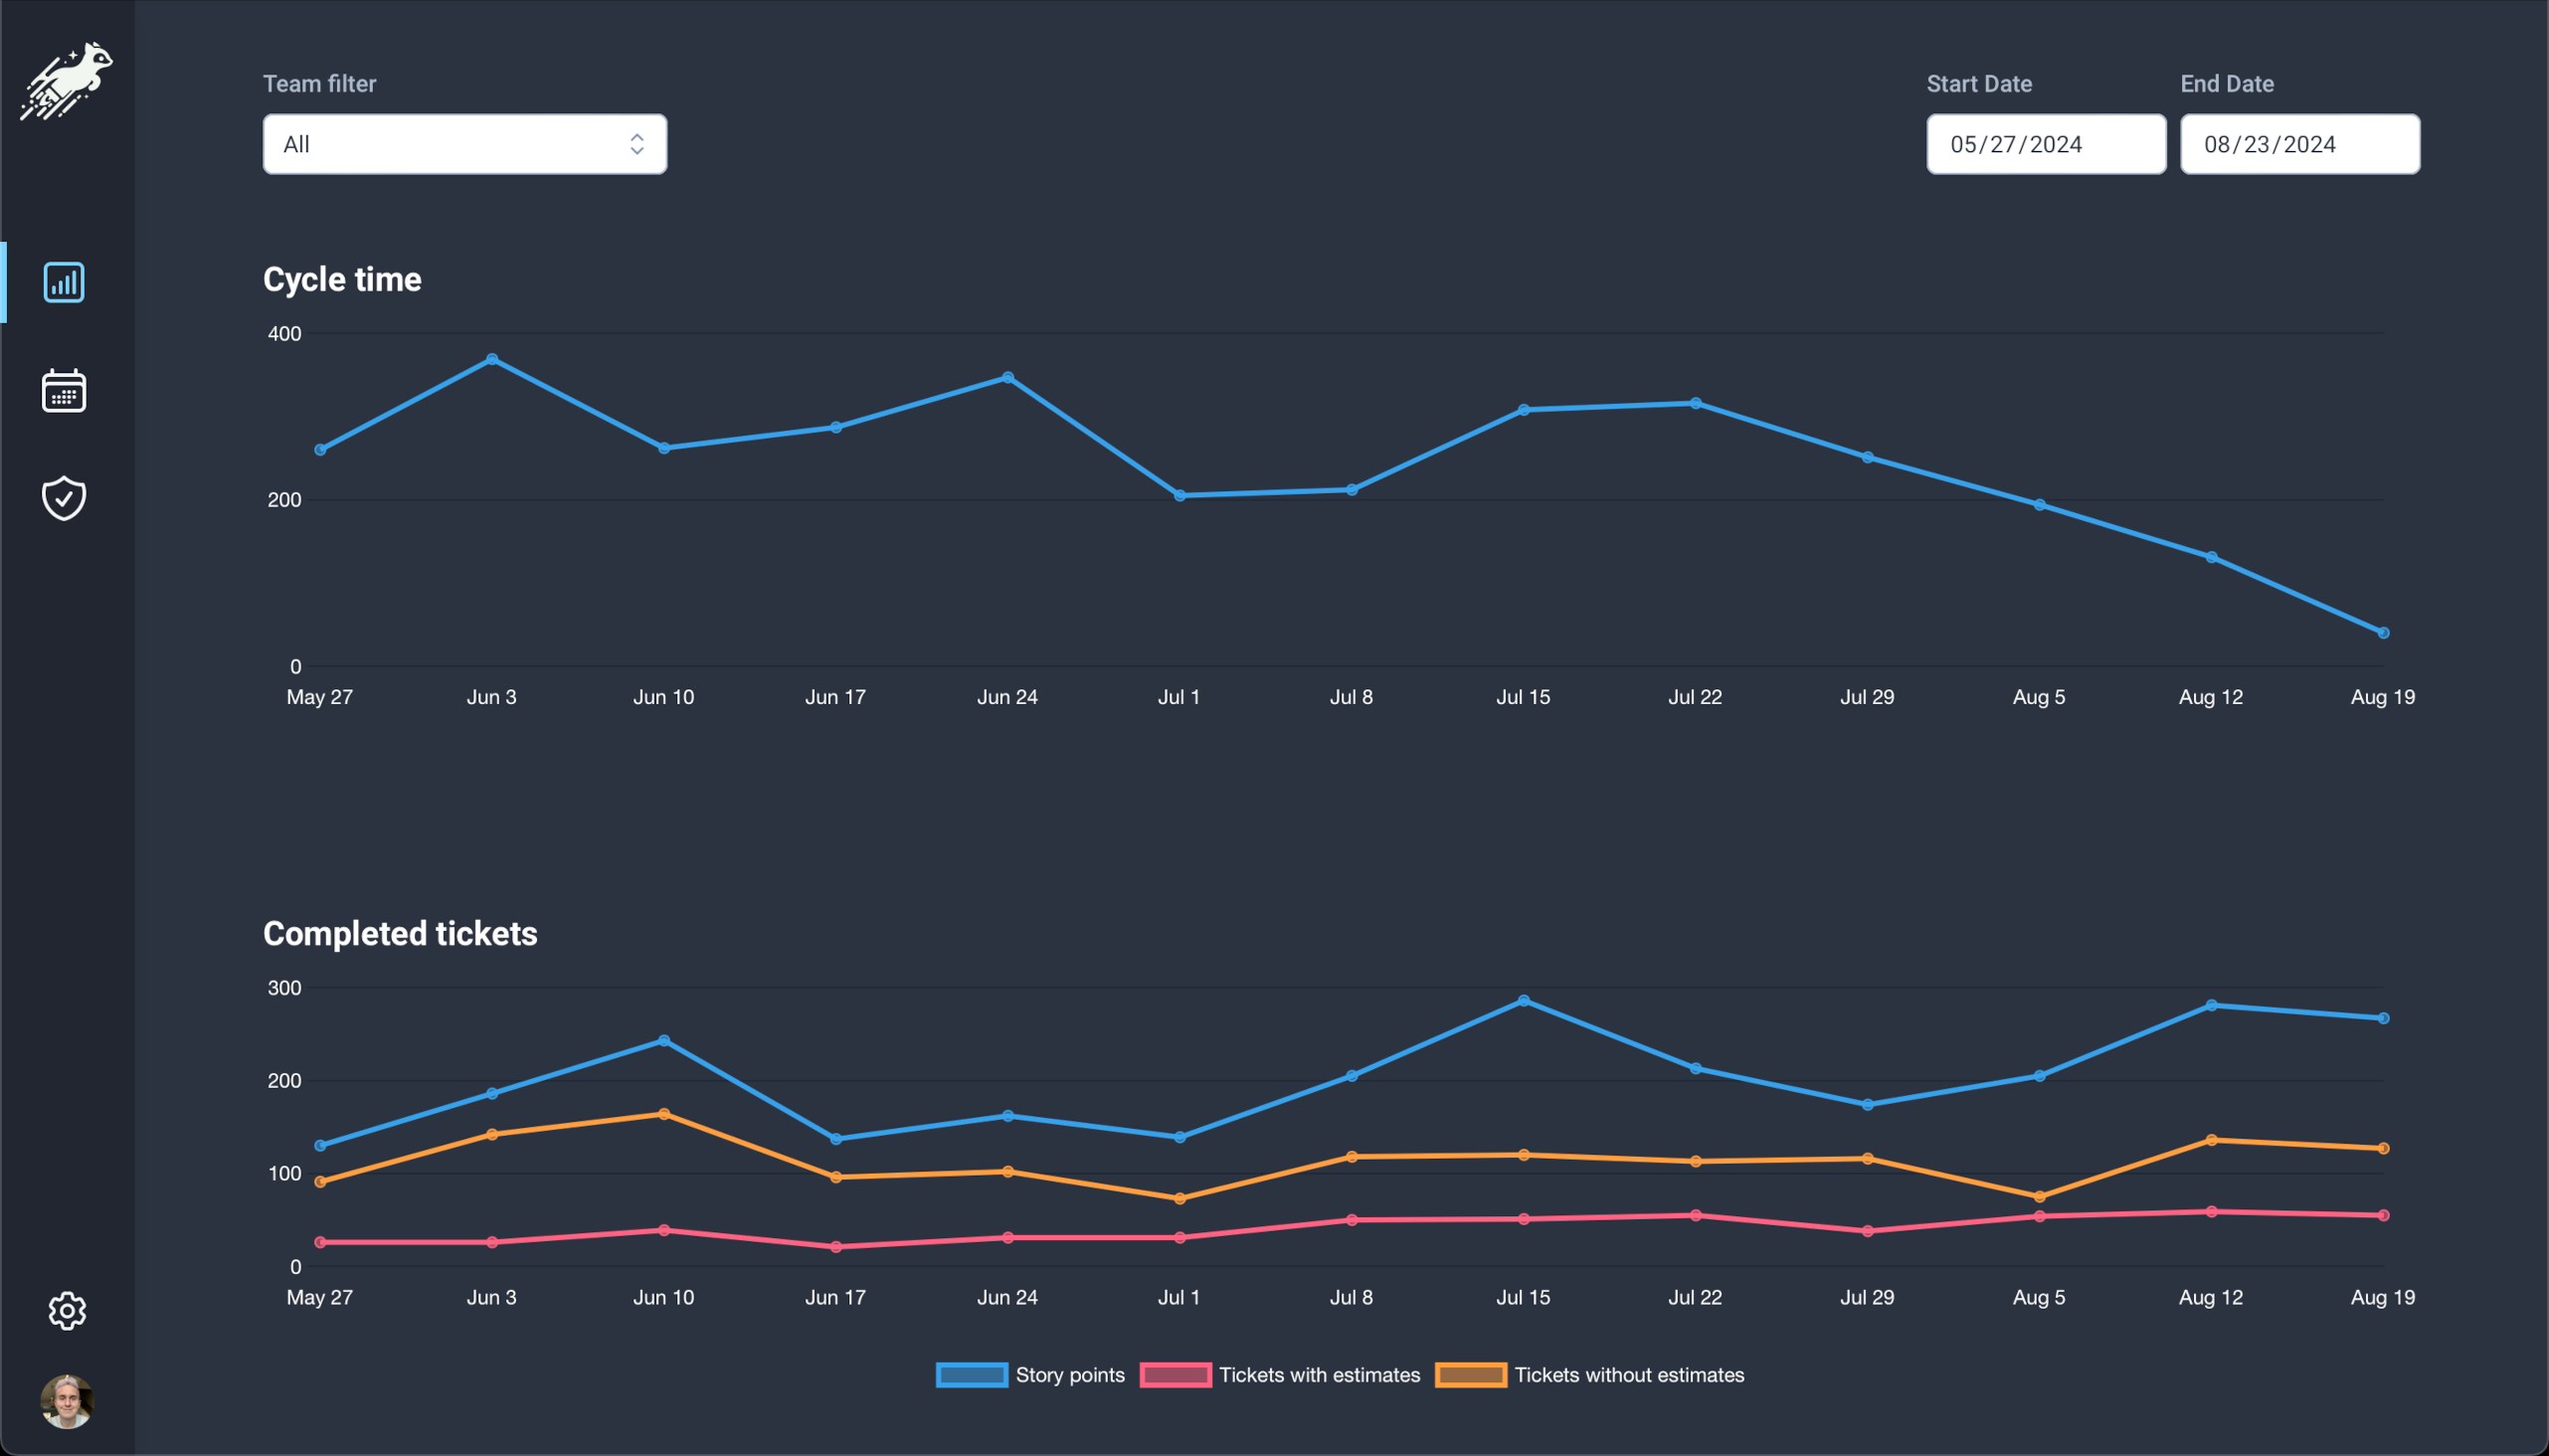 Team filter
Start Date
End Date
All
05/27/2024
08/23/2024
Cycle time
400
200
0
May 27
Jun 3
Jun 10
Jun 17
Jun 24
Jul 1
Jul 8
Jul 15
Jul 22
Jul 29
Aug 5
Aug 12
Aug 19
Completed tickets
300
200
100
0
May 27
Jun 3
Jun 10
Jun 17
Jun 24
Jul 1
Jul 8
Jul 15
Jul 22
Jul 29
Aug 5
Aug 12
Aug 19
Story points
Tickets with estimates
Tickets without estimates